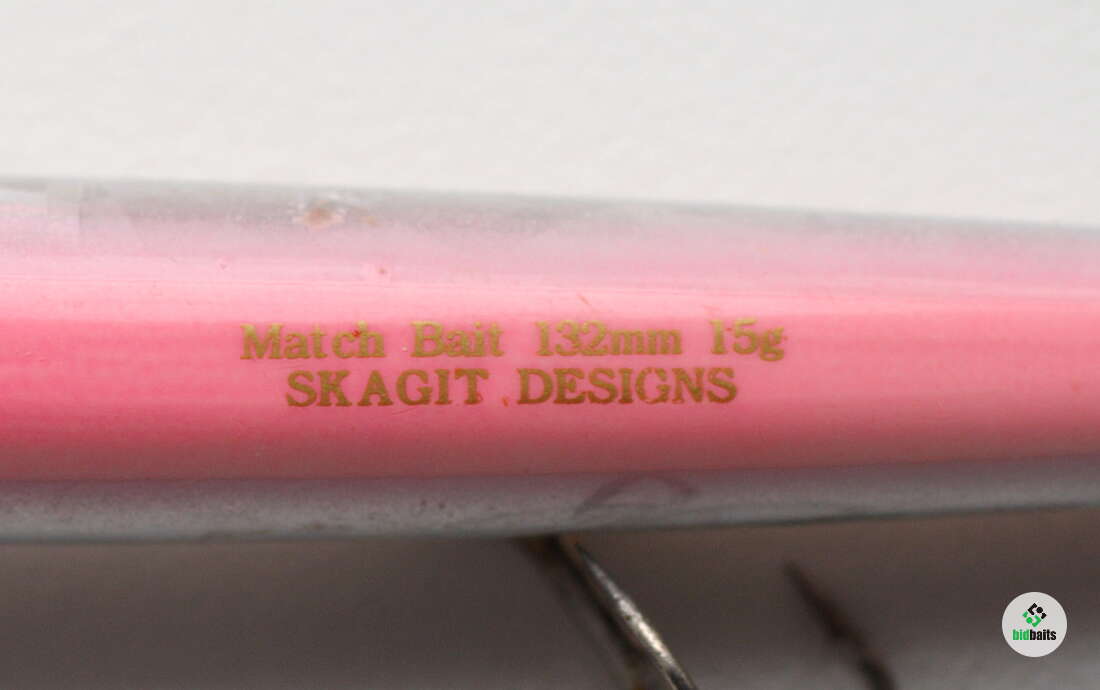 Match Bait 132mm 15g
SKAGIT DESIGNS
bidbaits